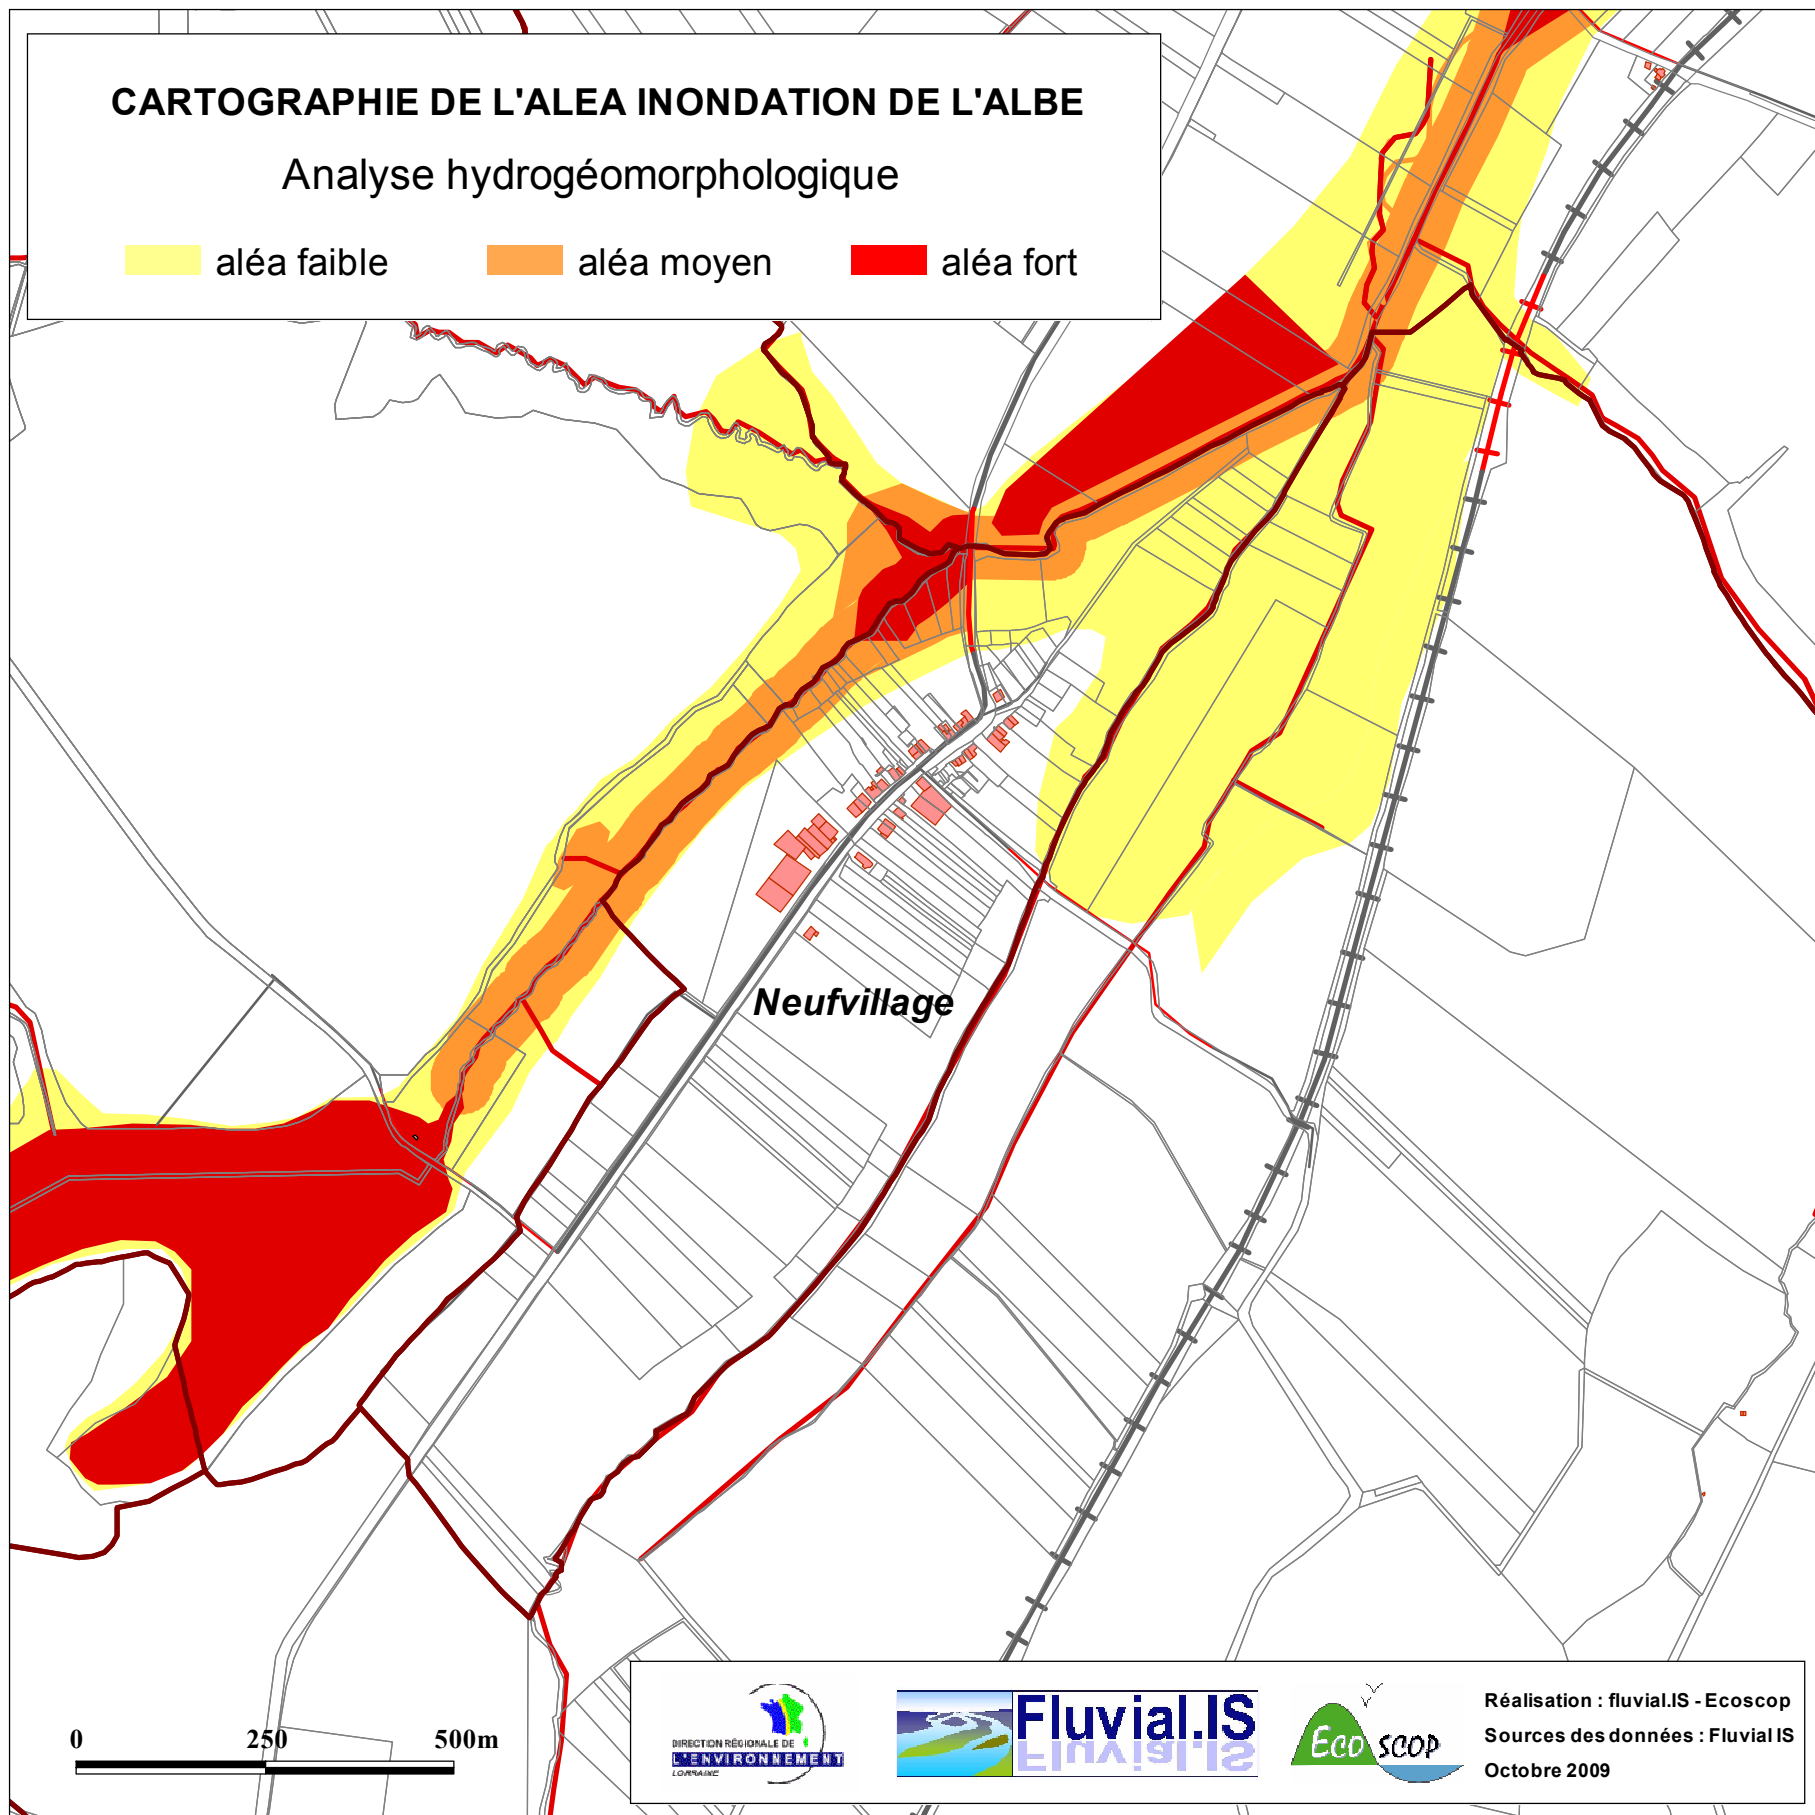 CARTOGRAPHIE DE L'ALEA INONDATION DE L'ALBE
Analyse hydrogéomorphologique
aléa faible
aléa moyen
aléa fort
Neufvillage
0 250 500m
DIRECTION RÉGIONALE DE
L'ENVIRONNEMENT
LORRAINE
Fluvial.IS
ECO SCOP
Réalisation : fluvial.IS - Ecoscop
Sources des données : Fluvial IS
Octobre 2009